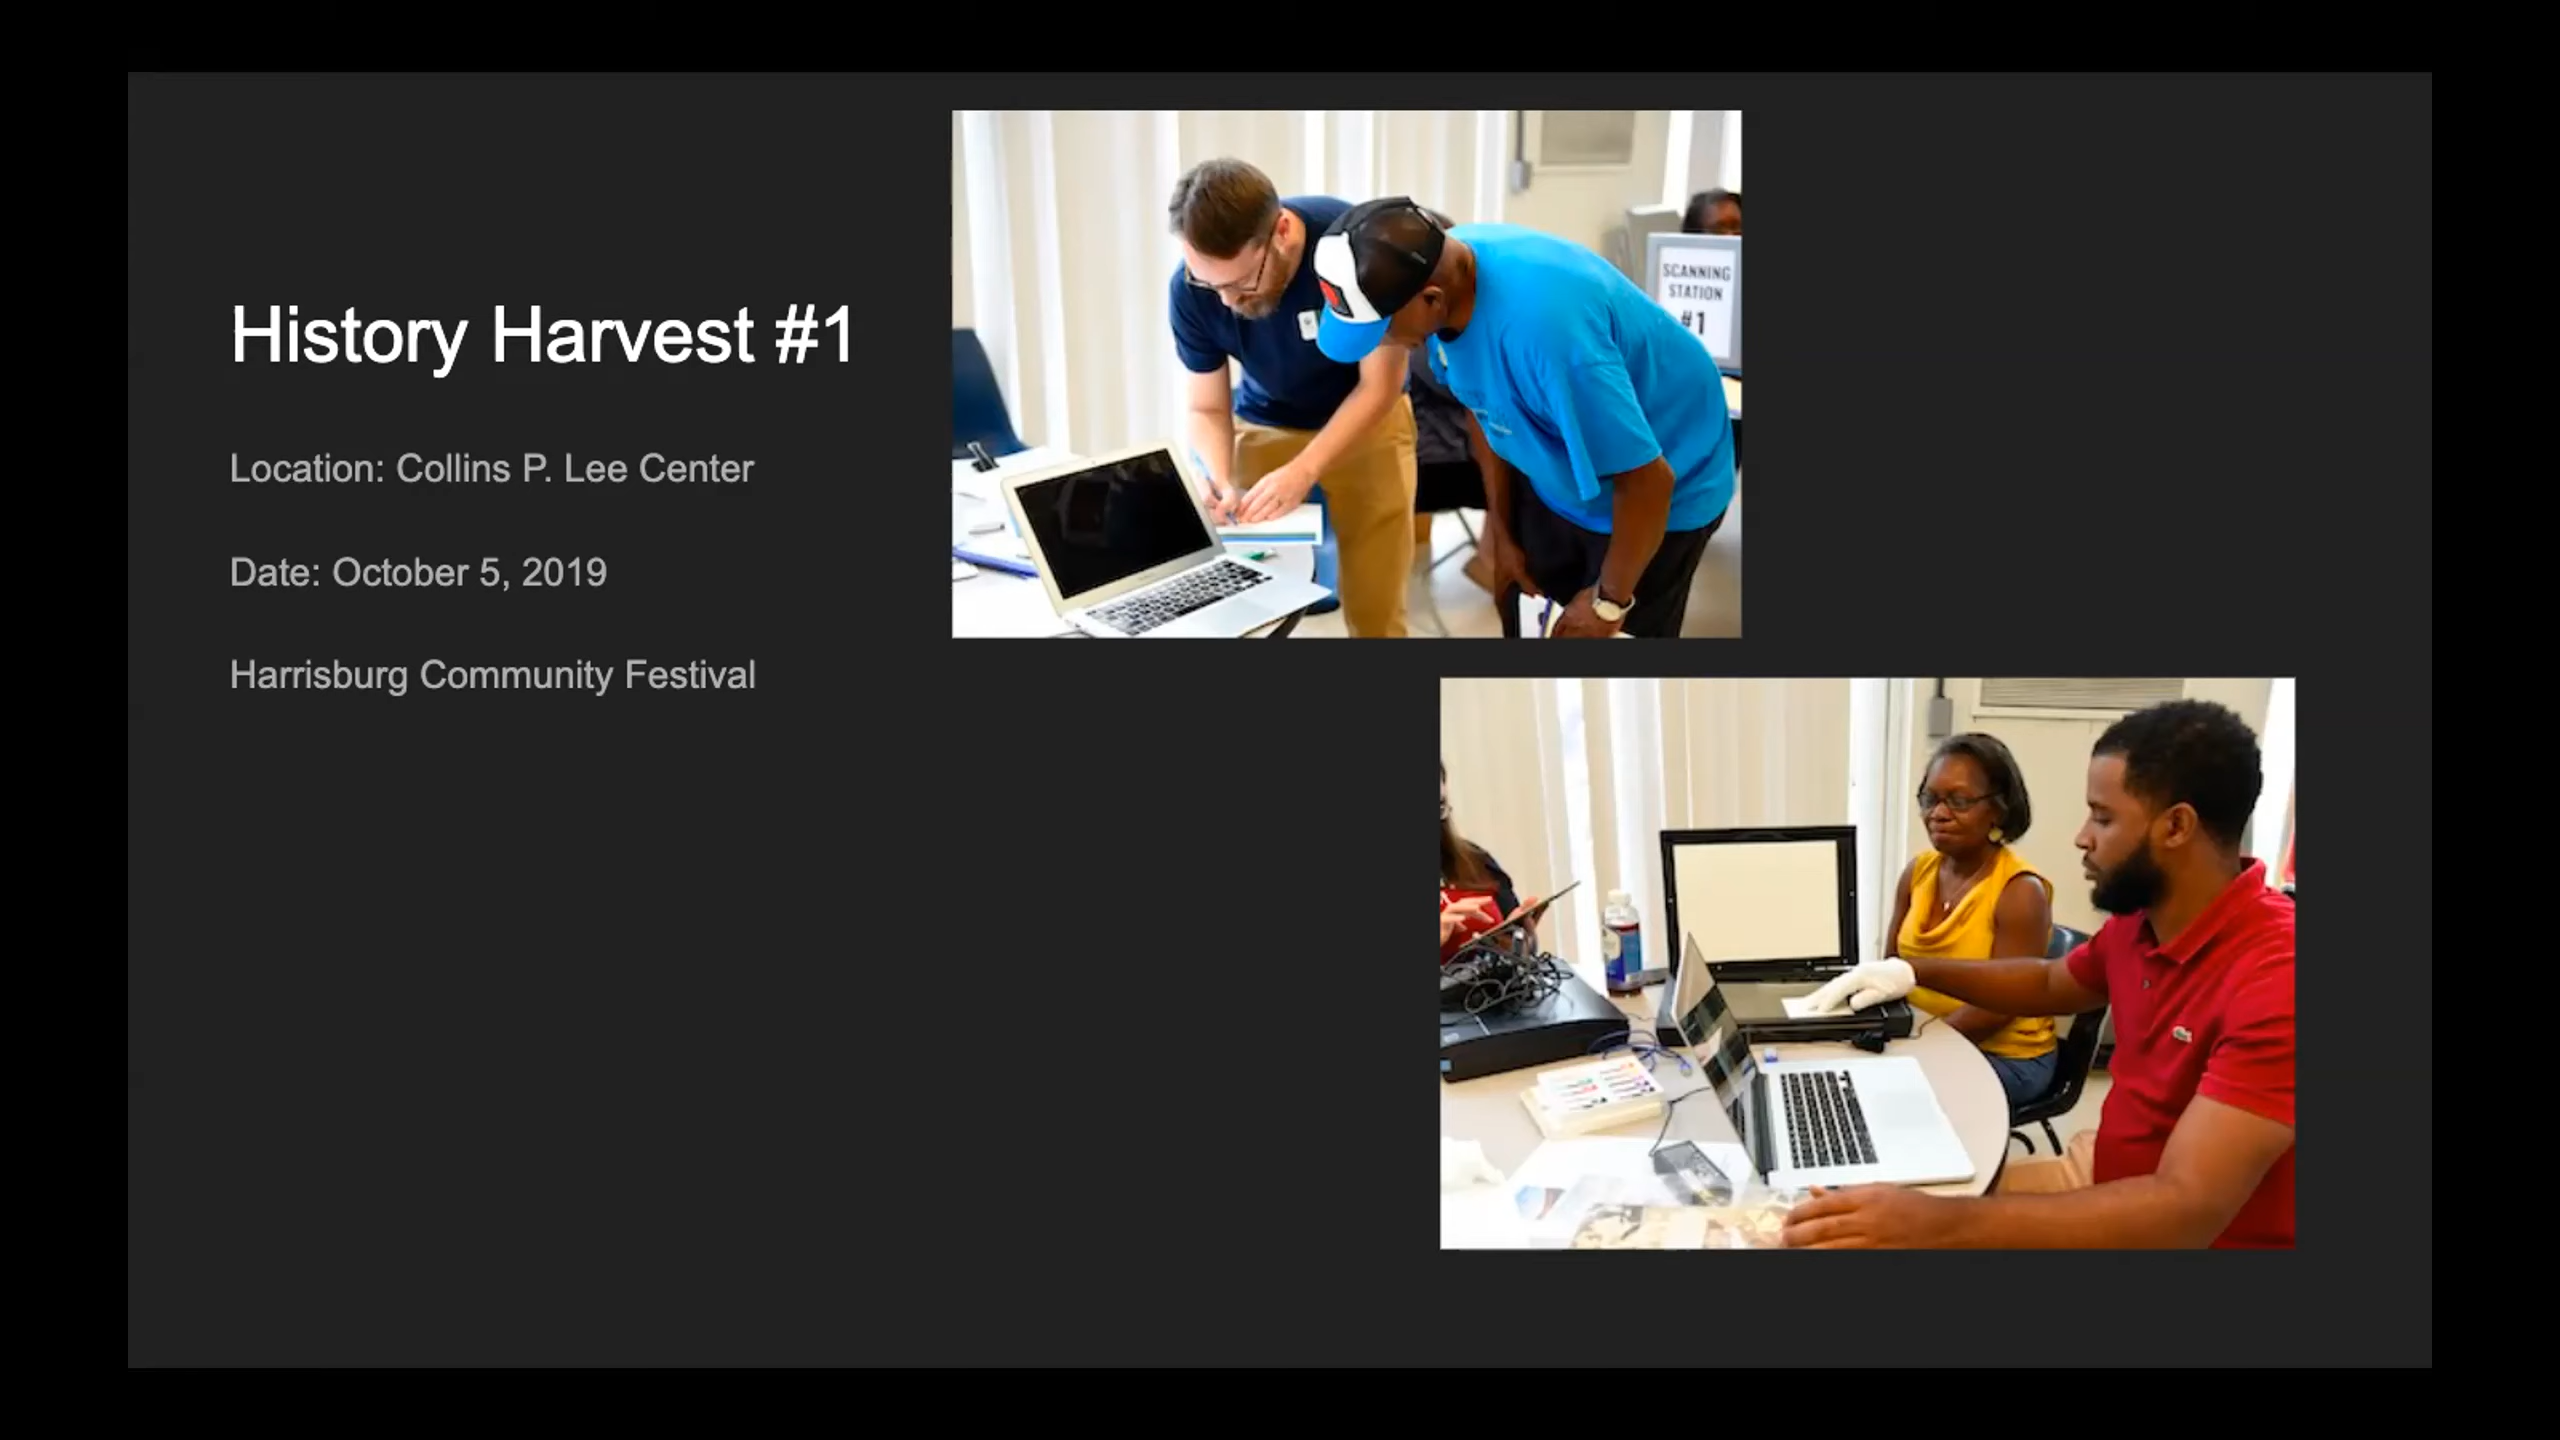 History Harvest #1
Location: Collins P. Lee Center
Date: October 5, 2019
Harrisburg Community Festival
SCANNING
STATION
#1